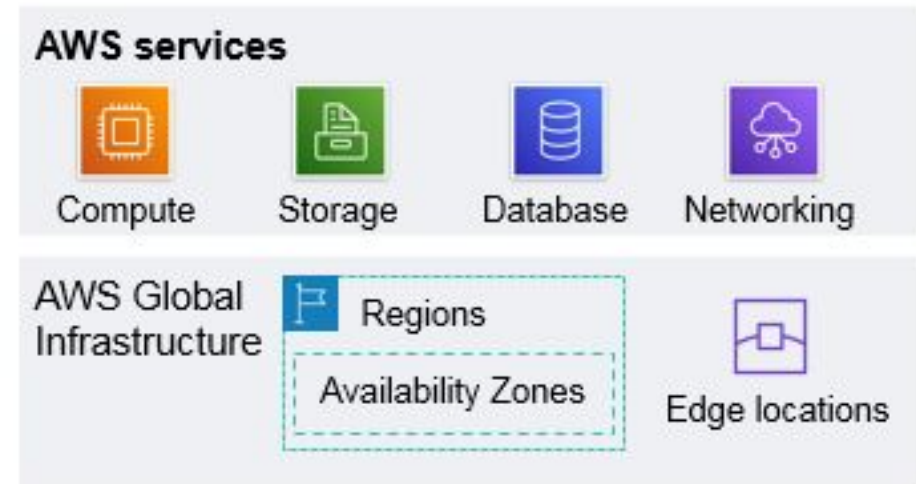 AWS services
Compute
Storage
Database
Networking
AWS Global
Infrastructure
Regions
Availability Zones
Edge locations